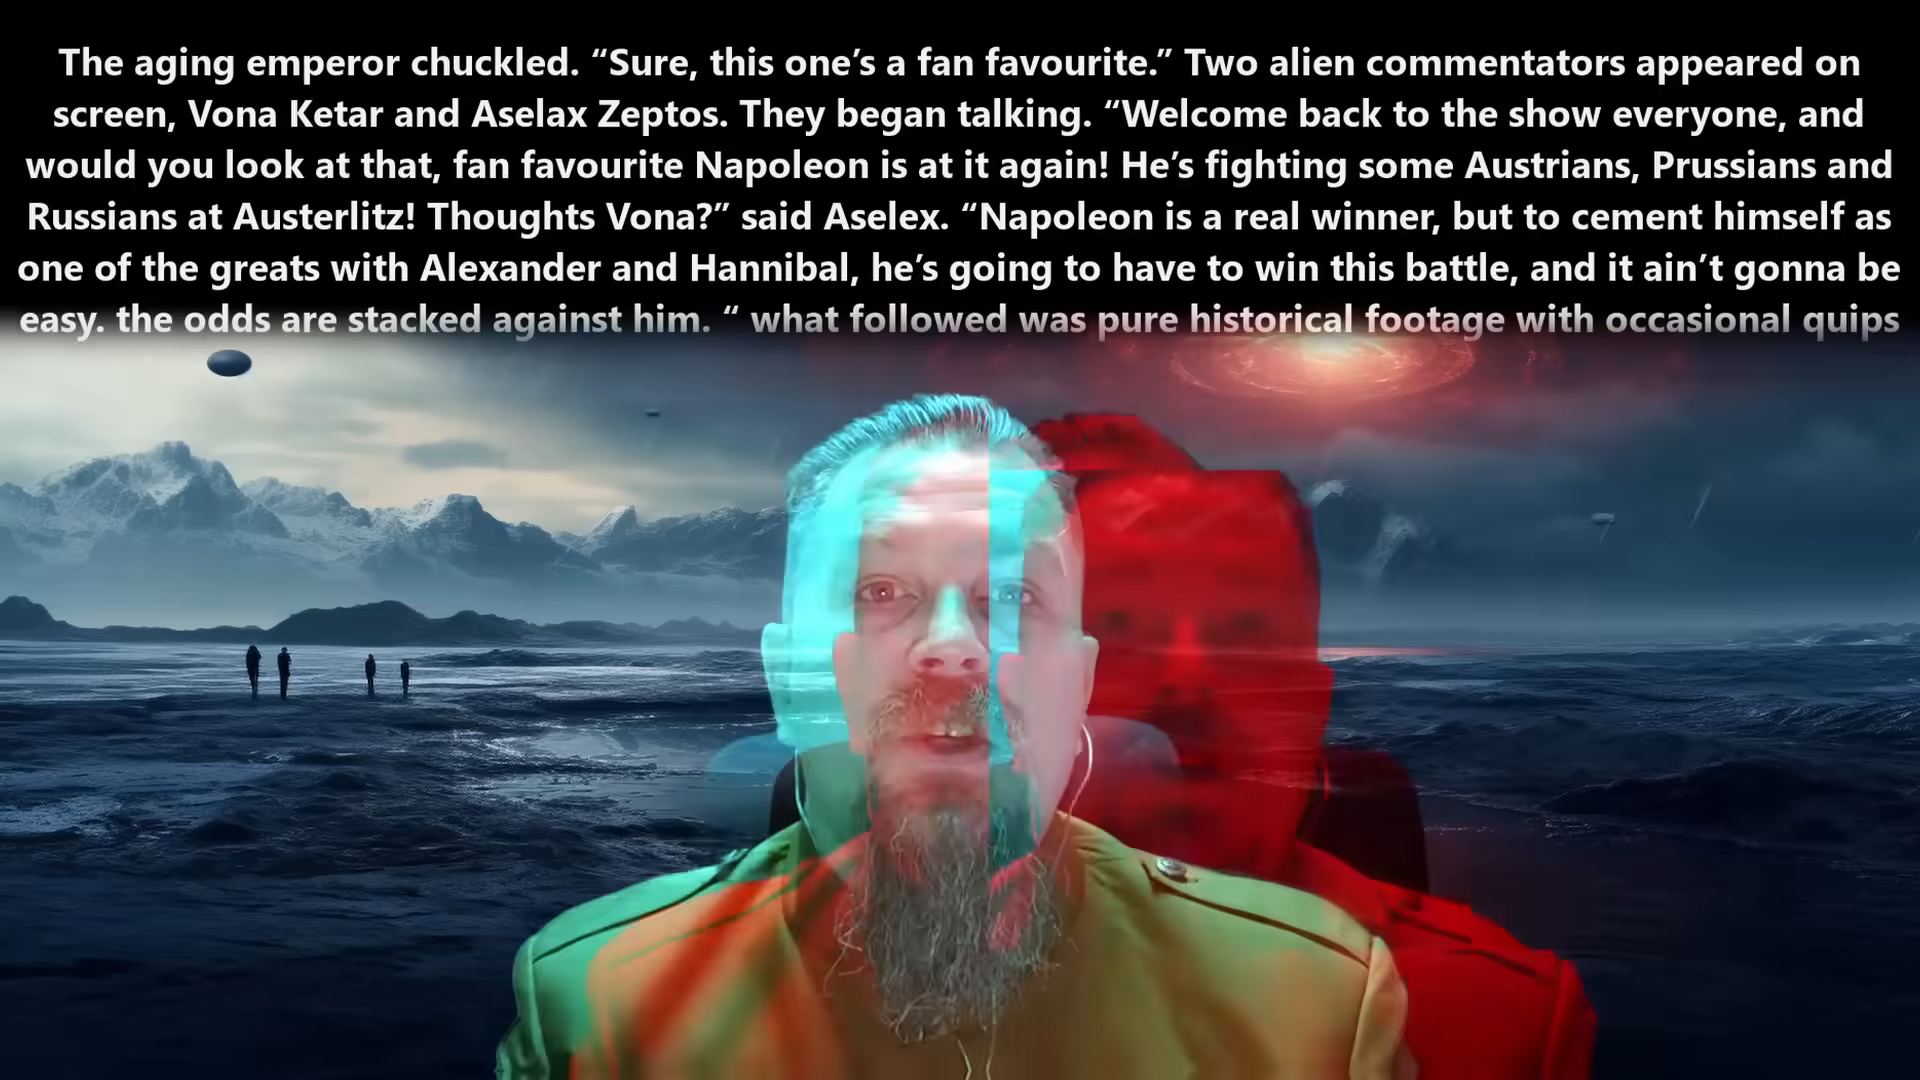 The aging emperor chuckled. “Sure, this one’s a fan favourite.” Two alien commentators appeared on
screen, Vona Ketar and Aselax Zeptos. They began talking. “Welcome back to the show everyone, and
would you look at that, fan favourite Napoleon is at it again! He’s fighting some Austrians, Prussians and
Russians at Austerlitz! Thoughts Vona?” said Aselex. “Napoleon is a real winner, but to cement himself as
one of the greats with Alexander and Hannibal, he’s going to have to win this battle, and it ain’t gonna be
easy. the odds are stacked against him. “ what followed was pure historical footage with occasional quips